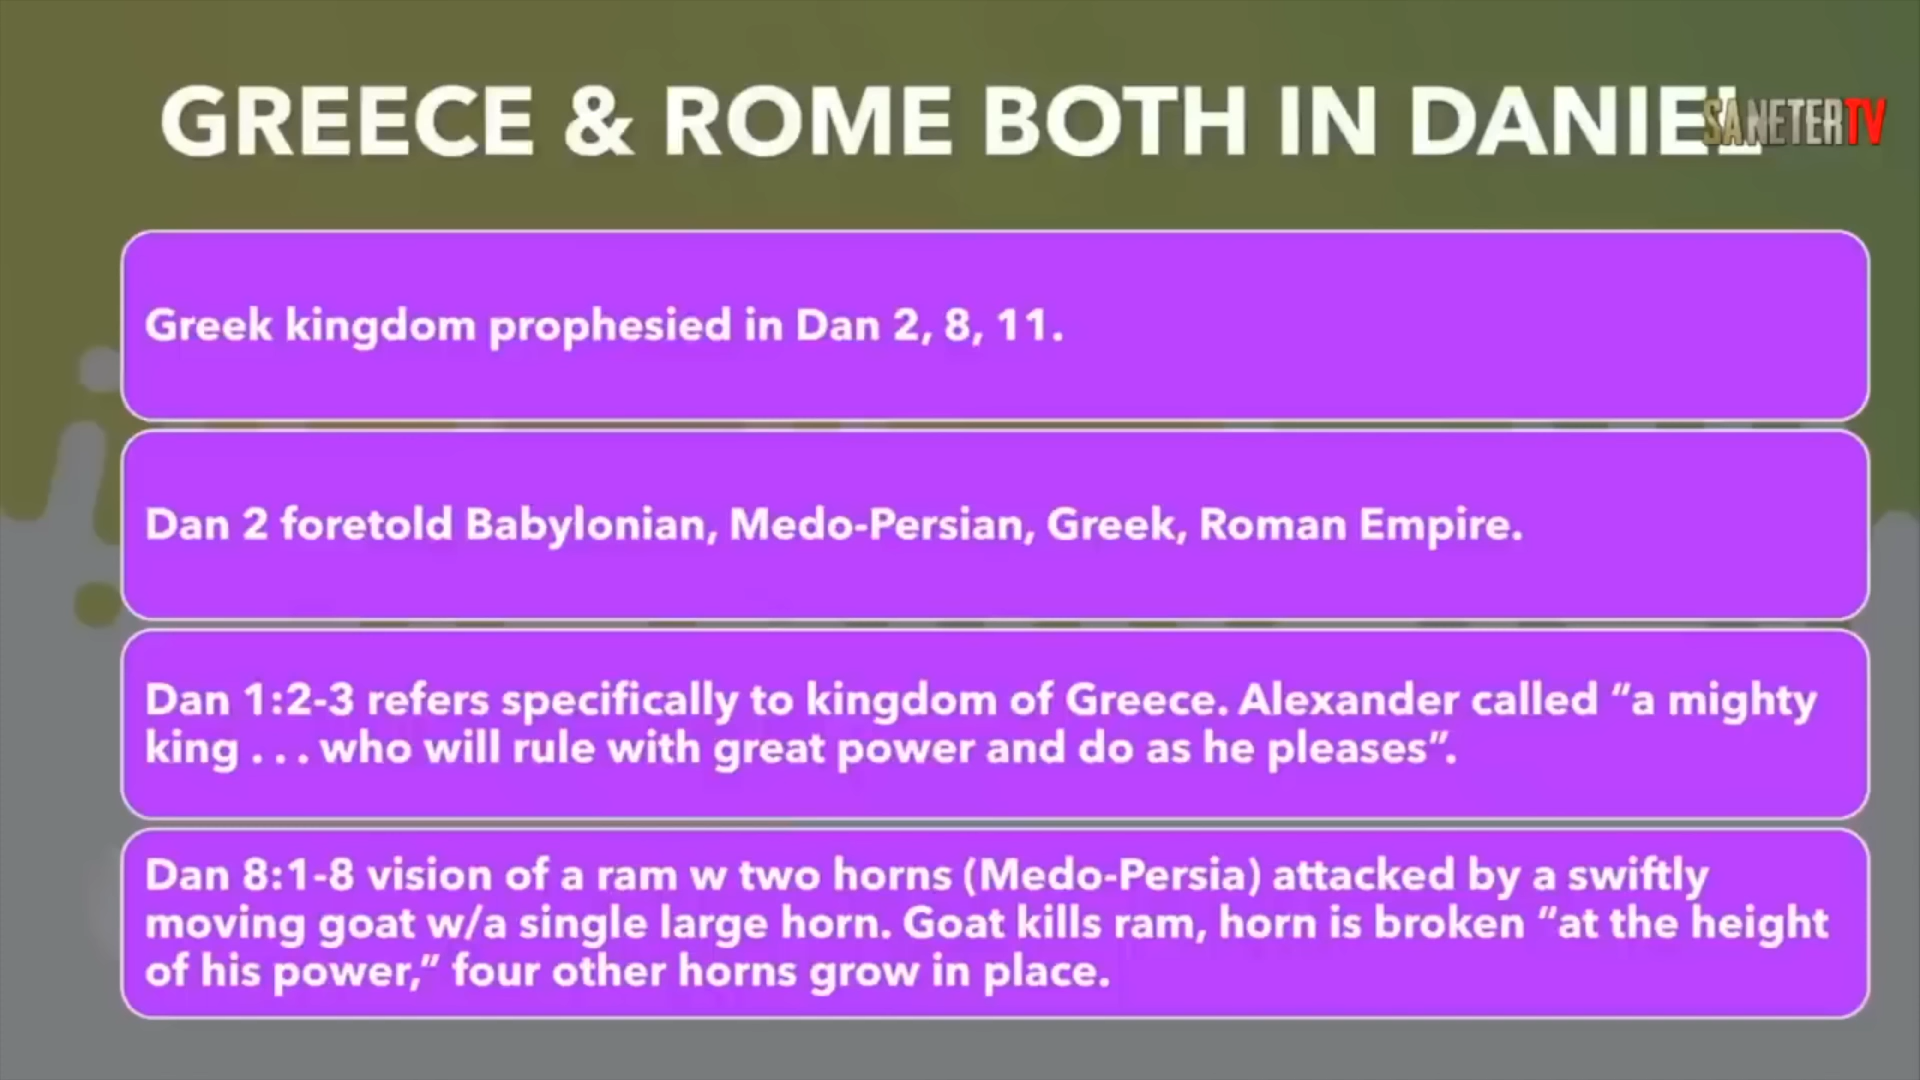 GREECE & ROME BOTH IN DANIEL
SANETERTV
Greek kingdom prophesied in Dan 2, 8, 11.
Dan 2 foretold Babylonian, Medo-Persian, Greek, Roman Empire.
Dan 1:2-3 refers specifically to kingdom of Greece. Alexander called “a mighty
king . . . who will rule with great power and do as he pleases”.
Dan 8:1-8 vision of a ram w two horns (Medo-Persia) attacked by a swiftly
moving goat w/a single large horn. Goat kills ram, horn is broken “at the height
of his power,” four other horns grow in place.